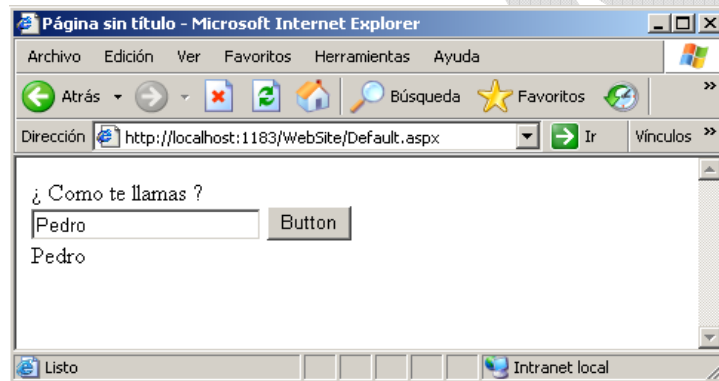 Página sin título - Microsoft Internet Explorer
Archivo Edición Ver Favoritos Herramientas Ayuda
Atrás Búsqueda Favoritos »
Dirección http://localhost:1183/WebSite/Default.aspx Ir Vínculos »
¿ Como te llamas ?
Pedro Button
Pedro
Listo Intranet local